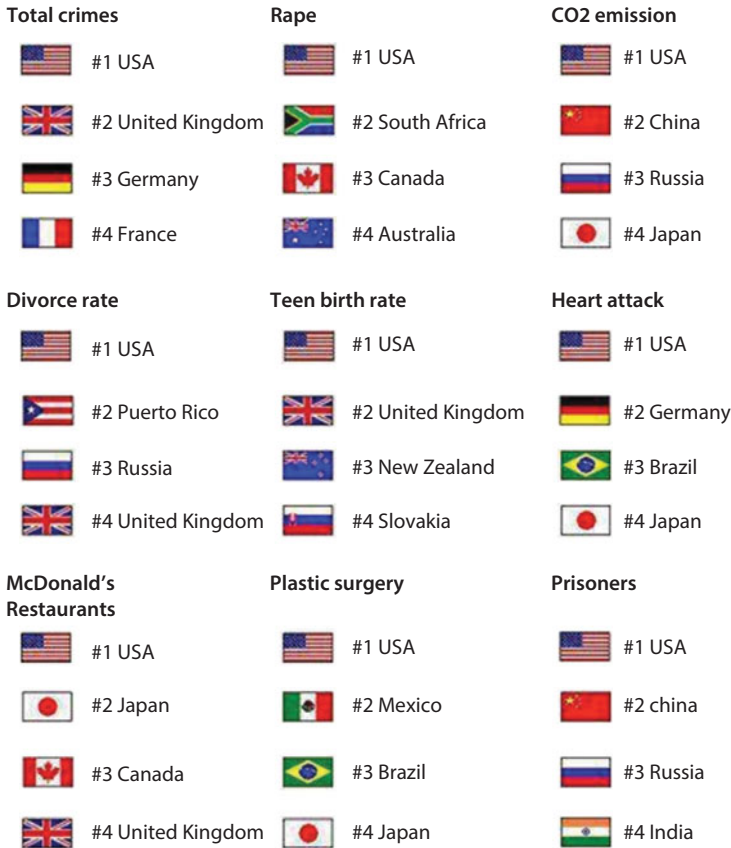 Total crimes
#1 USA
#2 United Kingdom
#3 Germany
#4 France
Rape
#1 USA
#2 South Africa
#3 Canada
#4 Australia
CO2 emission
#1 USA
#2 China
#3 Russia
#4 Japan
Divorce rate
#1 USA
#2 Puerto Rico
#3 Russia
#4 United Kingdom
Teen birth rate
#1 USA
#2 United Kingdom
#3 New Zealand
#4 Slovakia
Heart attack
#1 USA
#2 Germany
#3 Brazil
#4 Japan
McDonald's
Restaurants
#1 USA
#2 Japan
#3 Canada
#4 United Kingdom
Plastic surgery
#1 USA
#2 Mexico
#3 Brazil
#4 Japan
Prisoners
#1 USA
#2 china
#3 Russia
#4 India